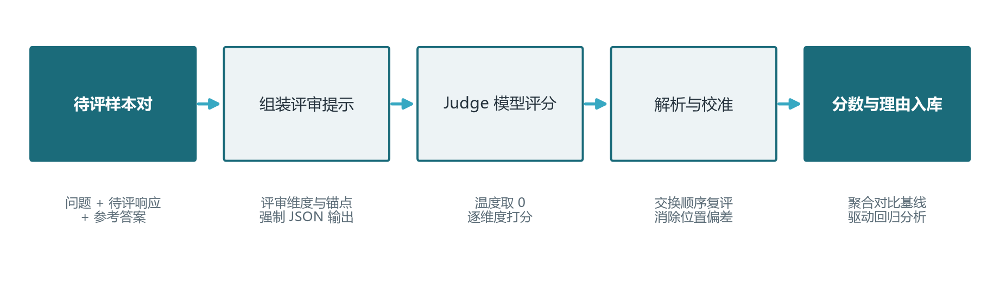 待评样本对
组装评审提示
Judge 模型评分
解析与校准
分数与理由入库
问题 + 待评响应
+ 参考答案
评审维度与锚点
强制 JSON 输出
温度取 0
逐维度打分
交换顺序复评
消除位置偏差
聚合对比基线
驱动回归分析